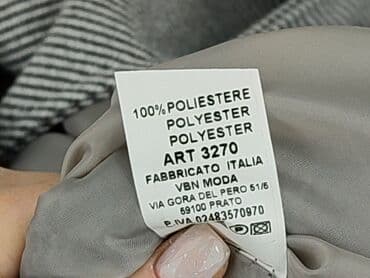 100% POLIESTERE
POLYESTER
POLYESTER
ART 3270
FABBRICATO ITALIA
VBN MODA
VIA GORA DEL PERO 51/6
59100 PRATO
P.IVA 02483570970